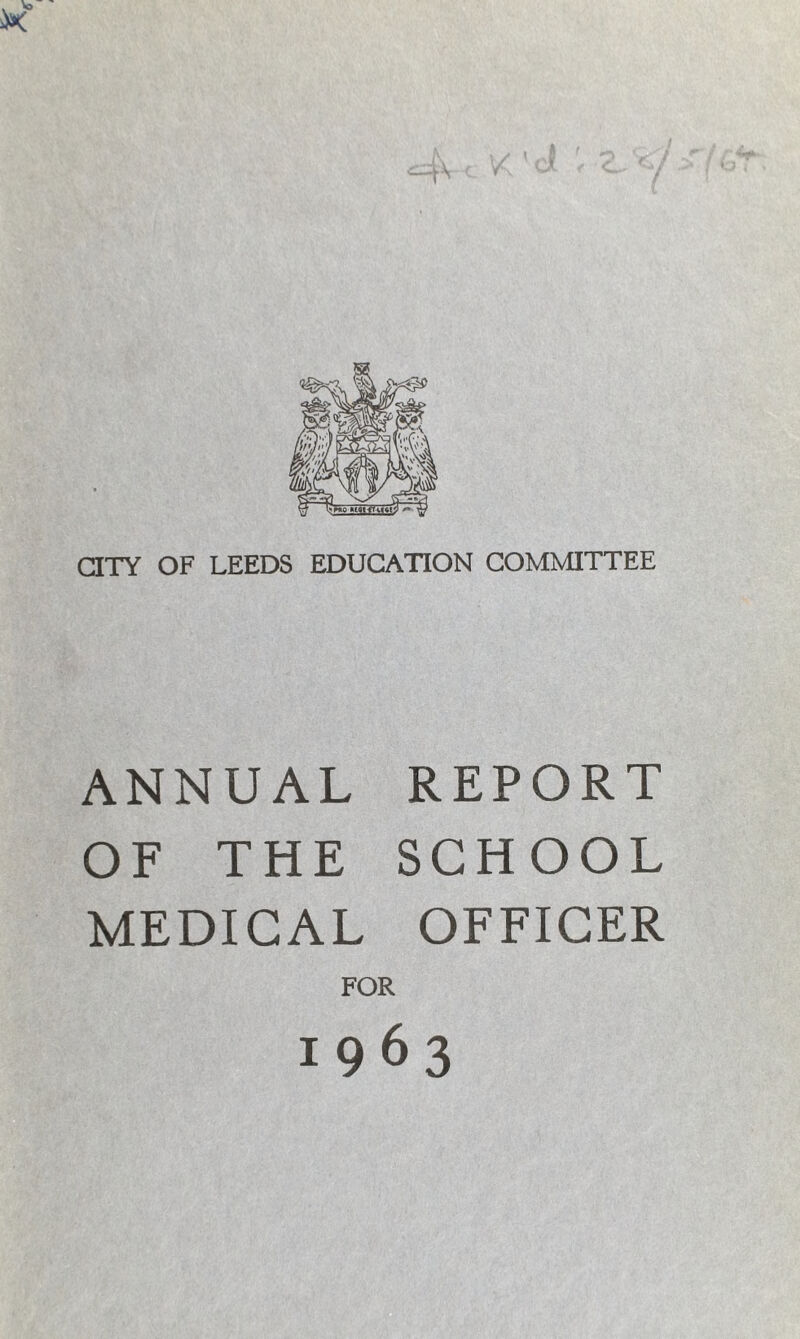 Ack'd : 28/5/64.
PRO REGE ET LEGE
CITY OF LEEDS EDUCATION COMMITTEE
ANNUAL REPORT
OF THE SCHOOL
MEDICAL OFFICER
FOR
1963